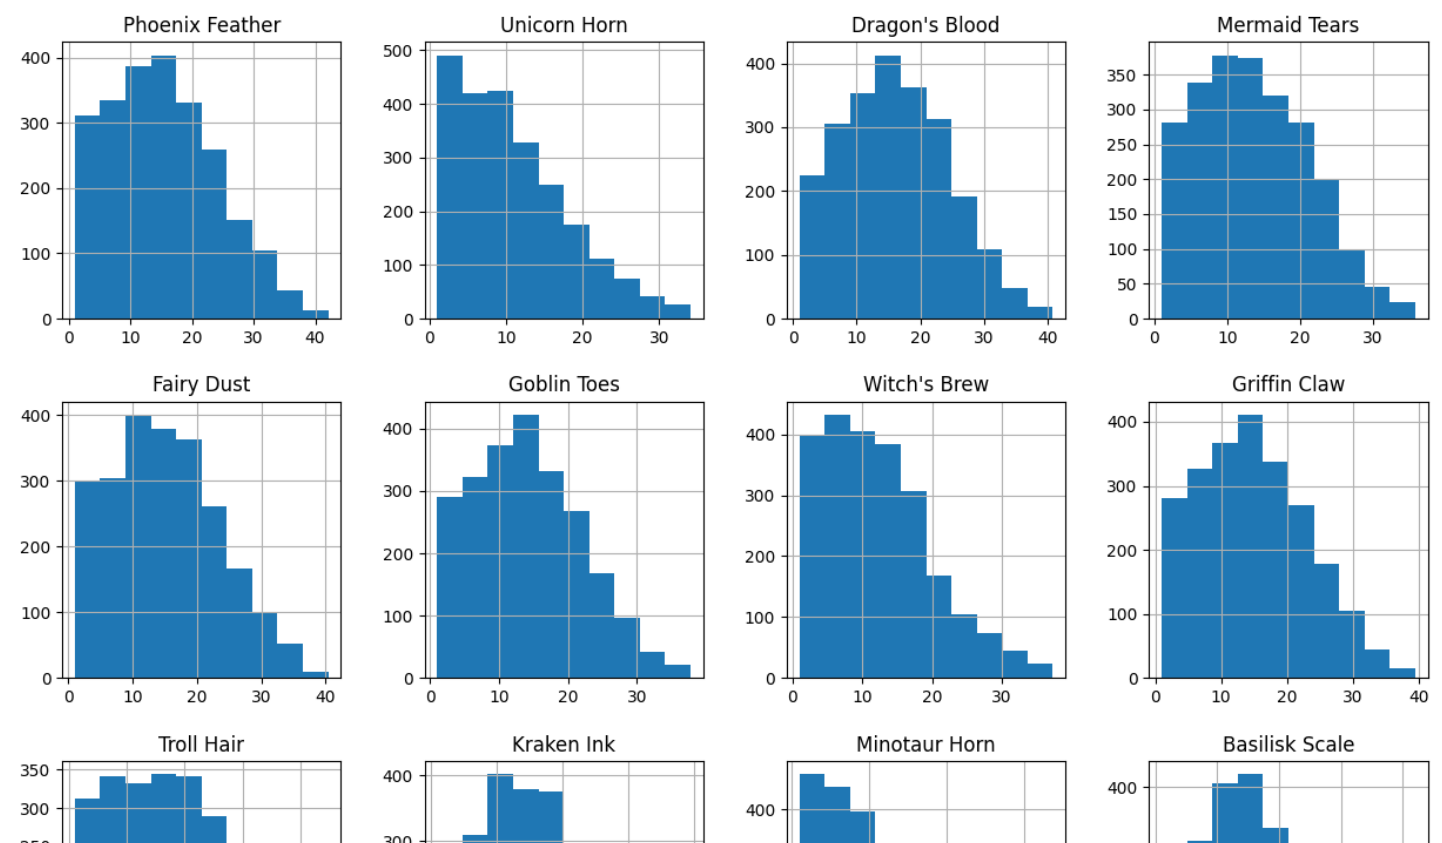 Phoenix Feather
400
300
200
100
0
0 10 20 30 40
Unicorn Horn
500
400
300
200
100
0
0 10 20 30
Dragon's Blood
400
300
200
100
0
0 10 20 30 40
Mermaid Tears
350
300
250
200
150
100
50
0
0 10 20 30
Fairy Dust
400
300
200
100
0
0 10 20 30 40
Goblin Toes
400
300
200
100
0
0 10 20 30
Witch's Brew
400
300
200
100
0
0 10 20 30
Griffin Claw
400
300
200
100
0
0 10 20 30 40
Troll Hair
350
300
Kraken Ink
400
300
Minotaur Horn
400
Basilisk Scale
400